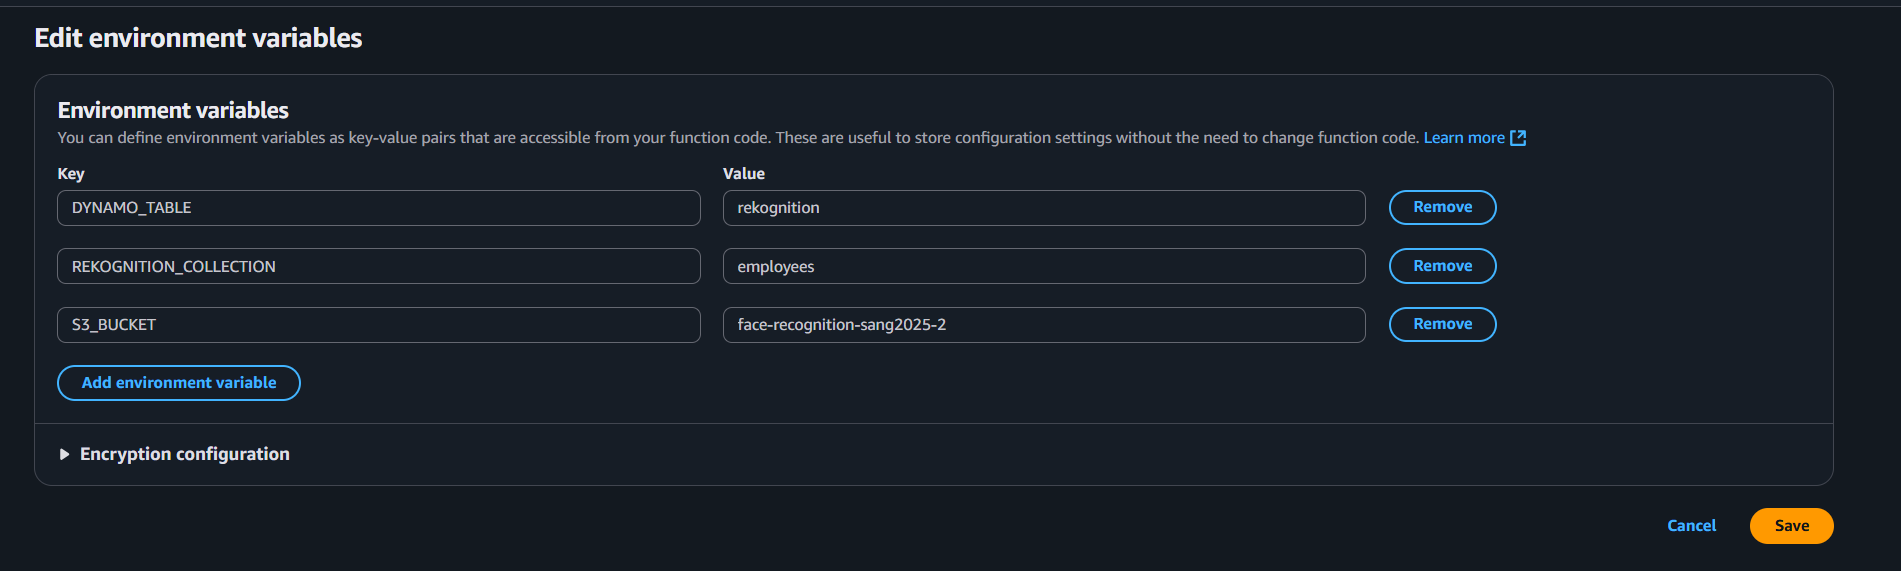 Edit environment variables
Environment variables
You can define environment variables as key-value pairs that are accessible from your function code. These are useful to store configuration settings without the need to change function code. Learn more
Key Value
DYNAMO_TABLE rekognition Remove
REKOGNITION_COLLECTION employees Remove
S3_BUCKET face-recognition-sang2025-2 Remove
Add environment variable
Encryption configuration
Cancel Save